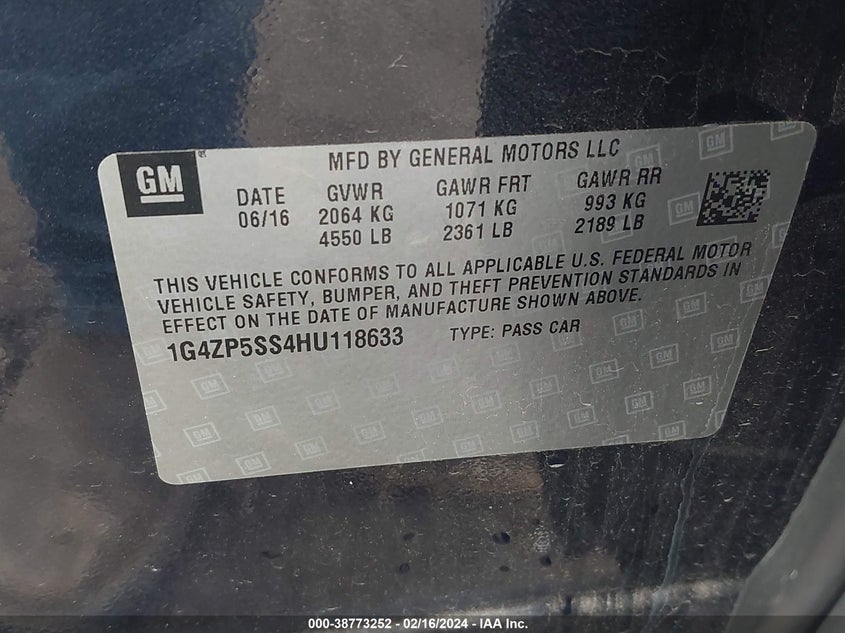 GM
MFD BY GENERAL MOTORS LLC
DATE GVWR GAWR FRT GAWR RR
06/16 2064 KG 1071 KG 993 KG
4550 LB 2361 LB 2189 LB
THIS VEHICLE CONFORMS TO ALL APPLICABLE U.S. FEDERAL MOTOR
VEHICLE SAFETY, BUMPER, AND THEFT PREVENTION STANDARDS IN
EFFECT ON THE DATE OF MANUFACTURE SHOWN ABOVE.
1G4ZP5SS4HU118633 TYPE: PASS CAR
000-38773252 - 02/16/2024 - IAA Inc.